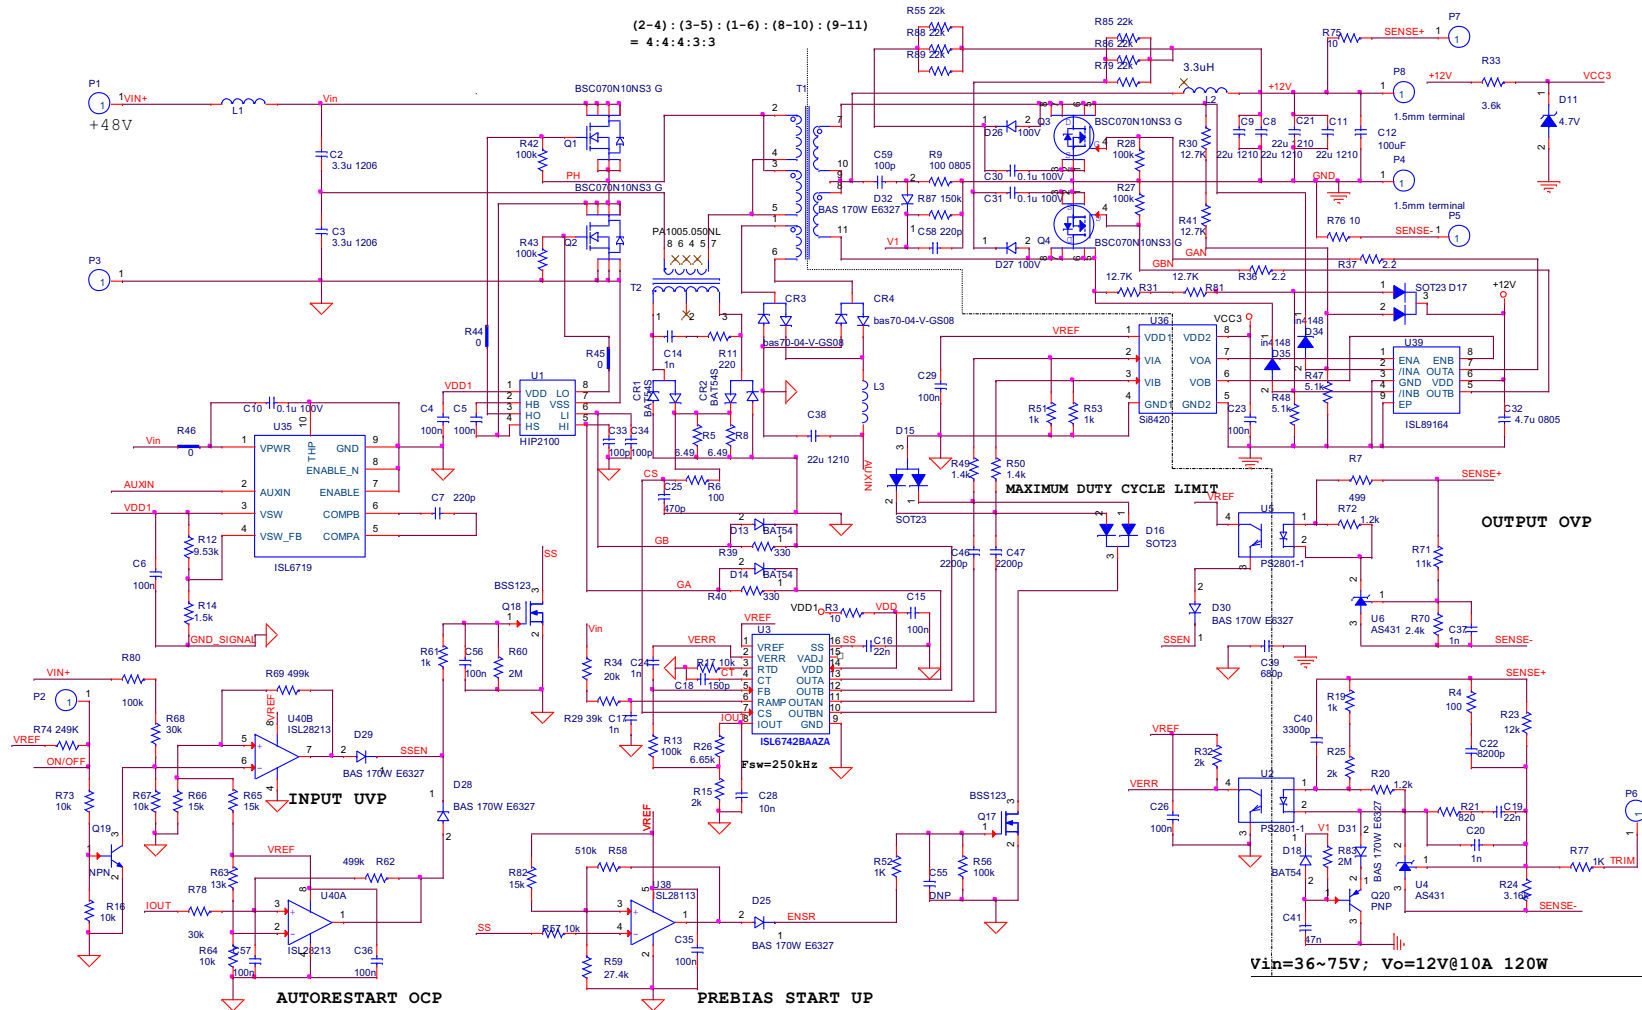 (2-4):(3-5):(1-6):(8-10):(9-11)
= 4:4:4:3:3
P1
1
VIN+
+48V
L1
Vin
C2
3.3u 1206
C3
3.3u 1206
P3
1
BSC070N10NS3 G
Q1
R42
100k
PH
BSC070N10NS3 G
Q2
R43
100k
PA1005.050NL
8 6 4 5 7
T2
T1
R44
0
R45
0
C14
1n
R11
220
CR1
BAT54S
CR2
BAT54S
R5
6.49
R8
6.49
CR3
bas70-04-V-GS08
CR4
bas70-04-V-GS08
L3
C38
22u 1210
AUXIN
R55 22k
R88 22k
R89 22k
R85 22k
R86 22k
R79 22k
3.3uH
L2
+12V
R75
10
SENSE+
P7
P8
1.5mm terminal
P4
1.5mm terminal
P5
R76 10
SENSE-
GND
+12V
R33
3.6k
VCC3
D11
4.7V
C9
22u 1210
C8
22u 1210
C21
22u 1210
C11
C12
100uF
D26
100V
Q3
BSC070N10NS3 G
R28
100k
R27
100k
R30
12.7K
R41
12.7K
C59
100p
R9
100 0805
D32
BAS 170W E6327
R87 150k
C58 220p
V1
C30
0.1u 100V
C31
0.1u 100V
D27 100V
Q4
BSC070N10NS3 G
GBN
GAN
R36
2.2
R37
2.2
12.7K
R31
12.7K
R81
SOT23 D17
+12V
U36
VDD1
VIA
VIB
GND1
VDD2
VOA
VOB
GND2
Si8420
VREF
VCC3
in4148
D34
in4148
D35
R47
5.1k
R48
5.1k
C23
100n
U39
ENA
/INA
GND
/INB
EP
ENB
OUTA
VDD
OUTB
ISL89164
C32
4.7u 0805
C29
100n
R51
1k
R53
1k
D15
SOT23
R49
1.4k
R50
1.4k
MAXIMUM DUTY CYCLE LIMIT
D16
SOT23
C46
2200p
C47
2200p
C10
0.1u 100V
R46
0
Vin
U35
VPWR
AUXIN
VSW
VSW_FB
THP
GND
ENABLE_N
ENABLE
COMPB
COMPA
ISL6719
AUXIN
VDD1
C7
220p
C6
100n
R12
9.53k
R14
1.5k
GND_SIGNAL
VDD1
C4
100n
C5
100n
U1
VDD
HB
HO
HS
LO
VSS
LI
HI
HIP2100
C33
100p
C34
100p
CS
C25
470p
R6
100
D13
BAT54
GB
R39
330
D14
BAT54
GA
R40
330
SS
BSS123
Q18
R61
1k
C56
100n
R60
2M
Vin
R34
20k
C24
1n
R29 39k
C17
1n
R13
100k
R26
6.65k
R15
2k
C28
10n
VREF
VERR
R17 10k
CT
C18
150p
IOUT
U3
VREF
VERR
RTD
CT
FB
RAMP
CS
IOUT
SS
VADJ
VDD
OUTA
OUTB
OUTAN
OUTBN
GND
ISL6742BAAZA
Fsw=250kHz
VDD1
R3
10
VDD
C15
100n
SS
C16
22n
U5
PS2801-1
VREF
D30
BAS 170W E6327
SSEN
C39
680p
R7
499
R72
1.2k
SENSE+
OUTPUT OVP
R71
11k
U6
AS431
R70
2.4k
C37
1n
SENSE-
VIN+
R80
100k
P2
R74 249K
VREF
ON/OFF
R73
10k
R67
10k
R68
30k
R66
15k
R65
15k
Q19
NPN
R16
10k
R69 499k
VREF
U40B
ISL28213
INPUT UVP
D29
BAS 170W E6327
SSEN
D28
BAS 170W E6327
VREF
R63
13k
499k
R62
IOUT
R78
30k
R64
10k
C57
100n
U40A
ISL28213
C36
100n
AUTORESTART OCP
VREF
R82
15k
510k
R58
SS
R57 10k
U38
ISL28113
R59
27.4k
C35
100n
D25
BAS 170W E6327
ENSR
PREBIAS START UP
R52
1K
C55
DNP
R56
100k
BSS123
Q17
VREF
VERR
R32
2k
C26
100n
U2
PS2801-1
C40
3300p
R19
1k
R25
2k
R20
1.2k
R4
100
C22
8200p
SENSE+
R23
12k
R21
820
C19
22n
C20
1n
V1
D18
BAT54
R83
2M
D31
BAS 170W E6327
Q20
PNP
C41
47n
U4
AS431
R24
3.16k
SENSE-
R77
1K
TRIM
P6
Vin=36~75V; Vo=12V@10A 120W